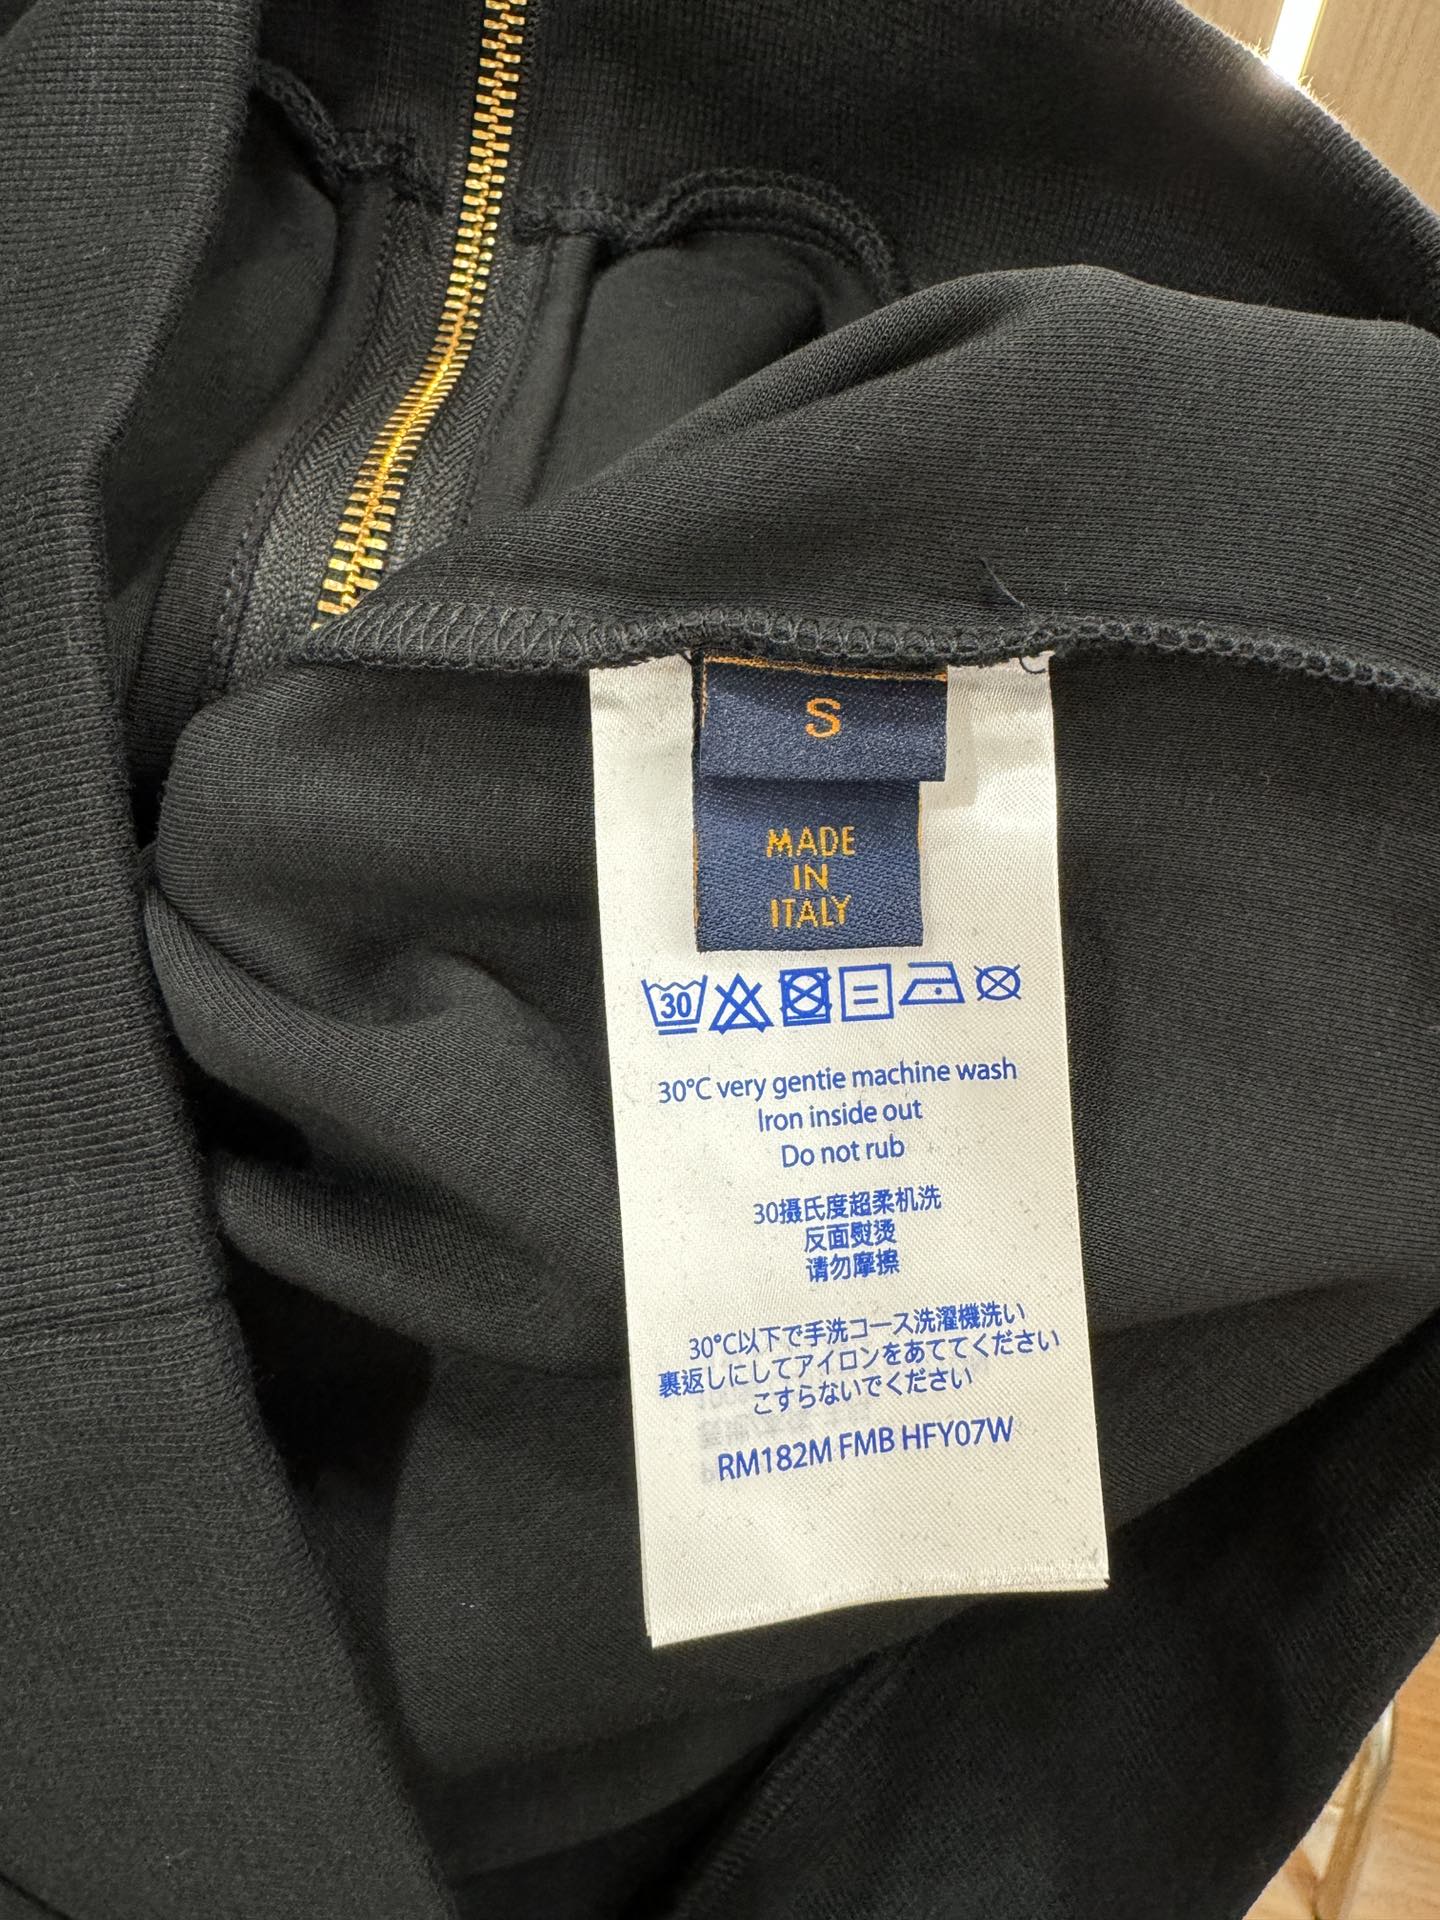 S
MADE
IN
ITALY
30
30°C very gentie machine wash
Iron inside out
Do not rub
30摄氏度超柔机洗
反面熨烫
请勿摩擦
30°C以下で手洗コース洗濯機洗い
裏返しにしてアイロンをあててください
こすらないでください
RM182M FMB HFY07W